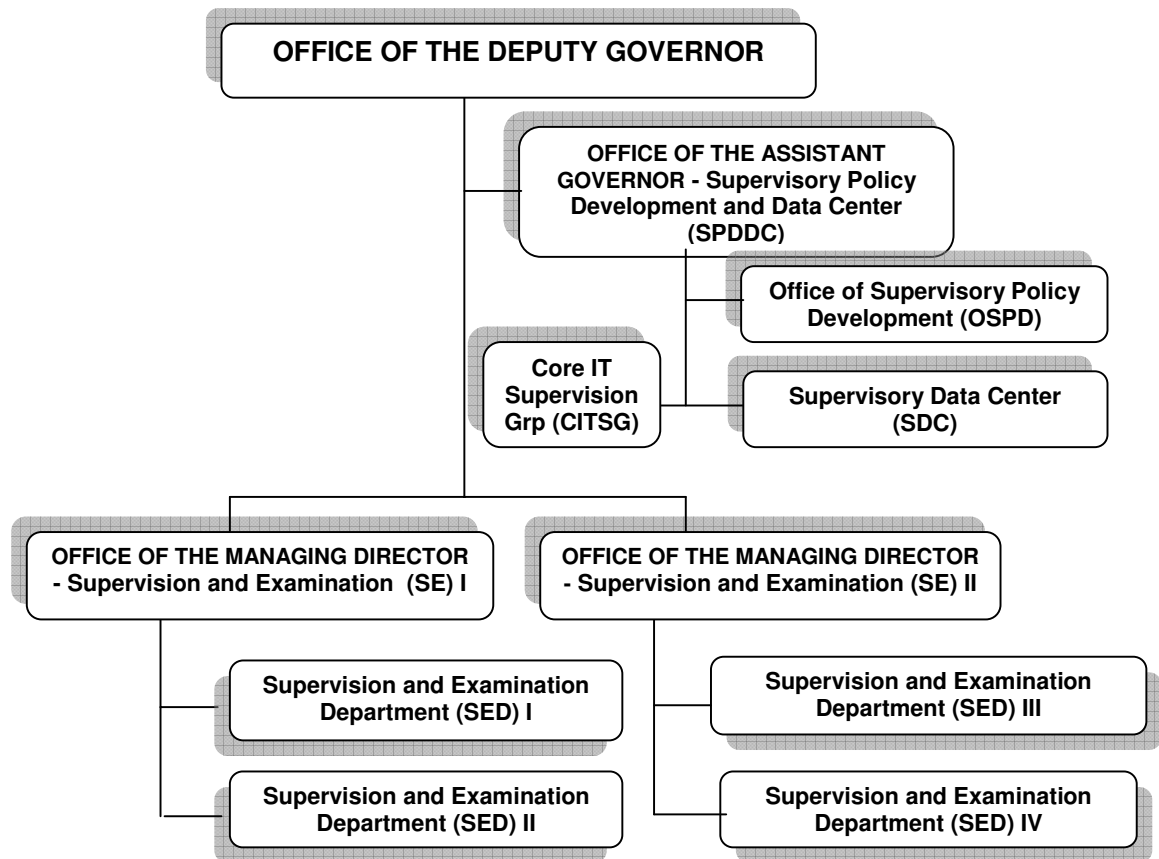 OFFICE OF THE DEPUTY GOVERNOR
OFFICE OF THE ASSISTANT
GOVERNOR - Supervisory Policy
Development and Data Center
(SPDDC)
Office of Supervisory Policy
Development (OSPD)
Core IT
Supervision
Grp (CITSG)
Supervisory Data Center
(SDC)
OFFICE OF THE MANAGING DIRECTOR
- Supervision and Examination (SE) I
OFFICE OF THE MANAGING DIRECTOR
- Supervision and Examination (SE) II
Supervision and Examination
Department (SED) I
Supervision and Examination
Department (SED) III
Supervision and Examination
Department (SED) II
Supervision and Examination
Department (SED) IV